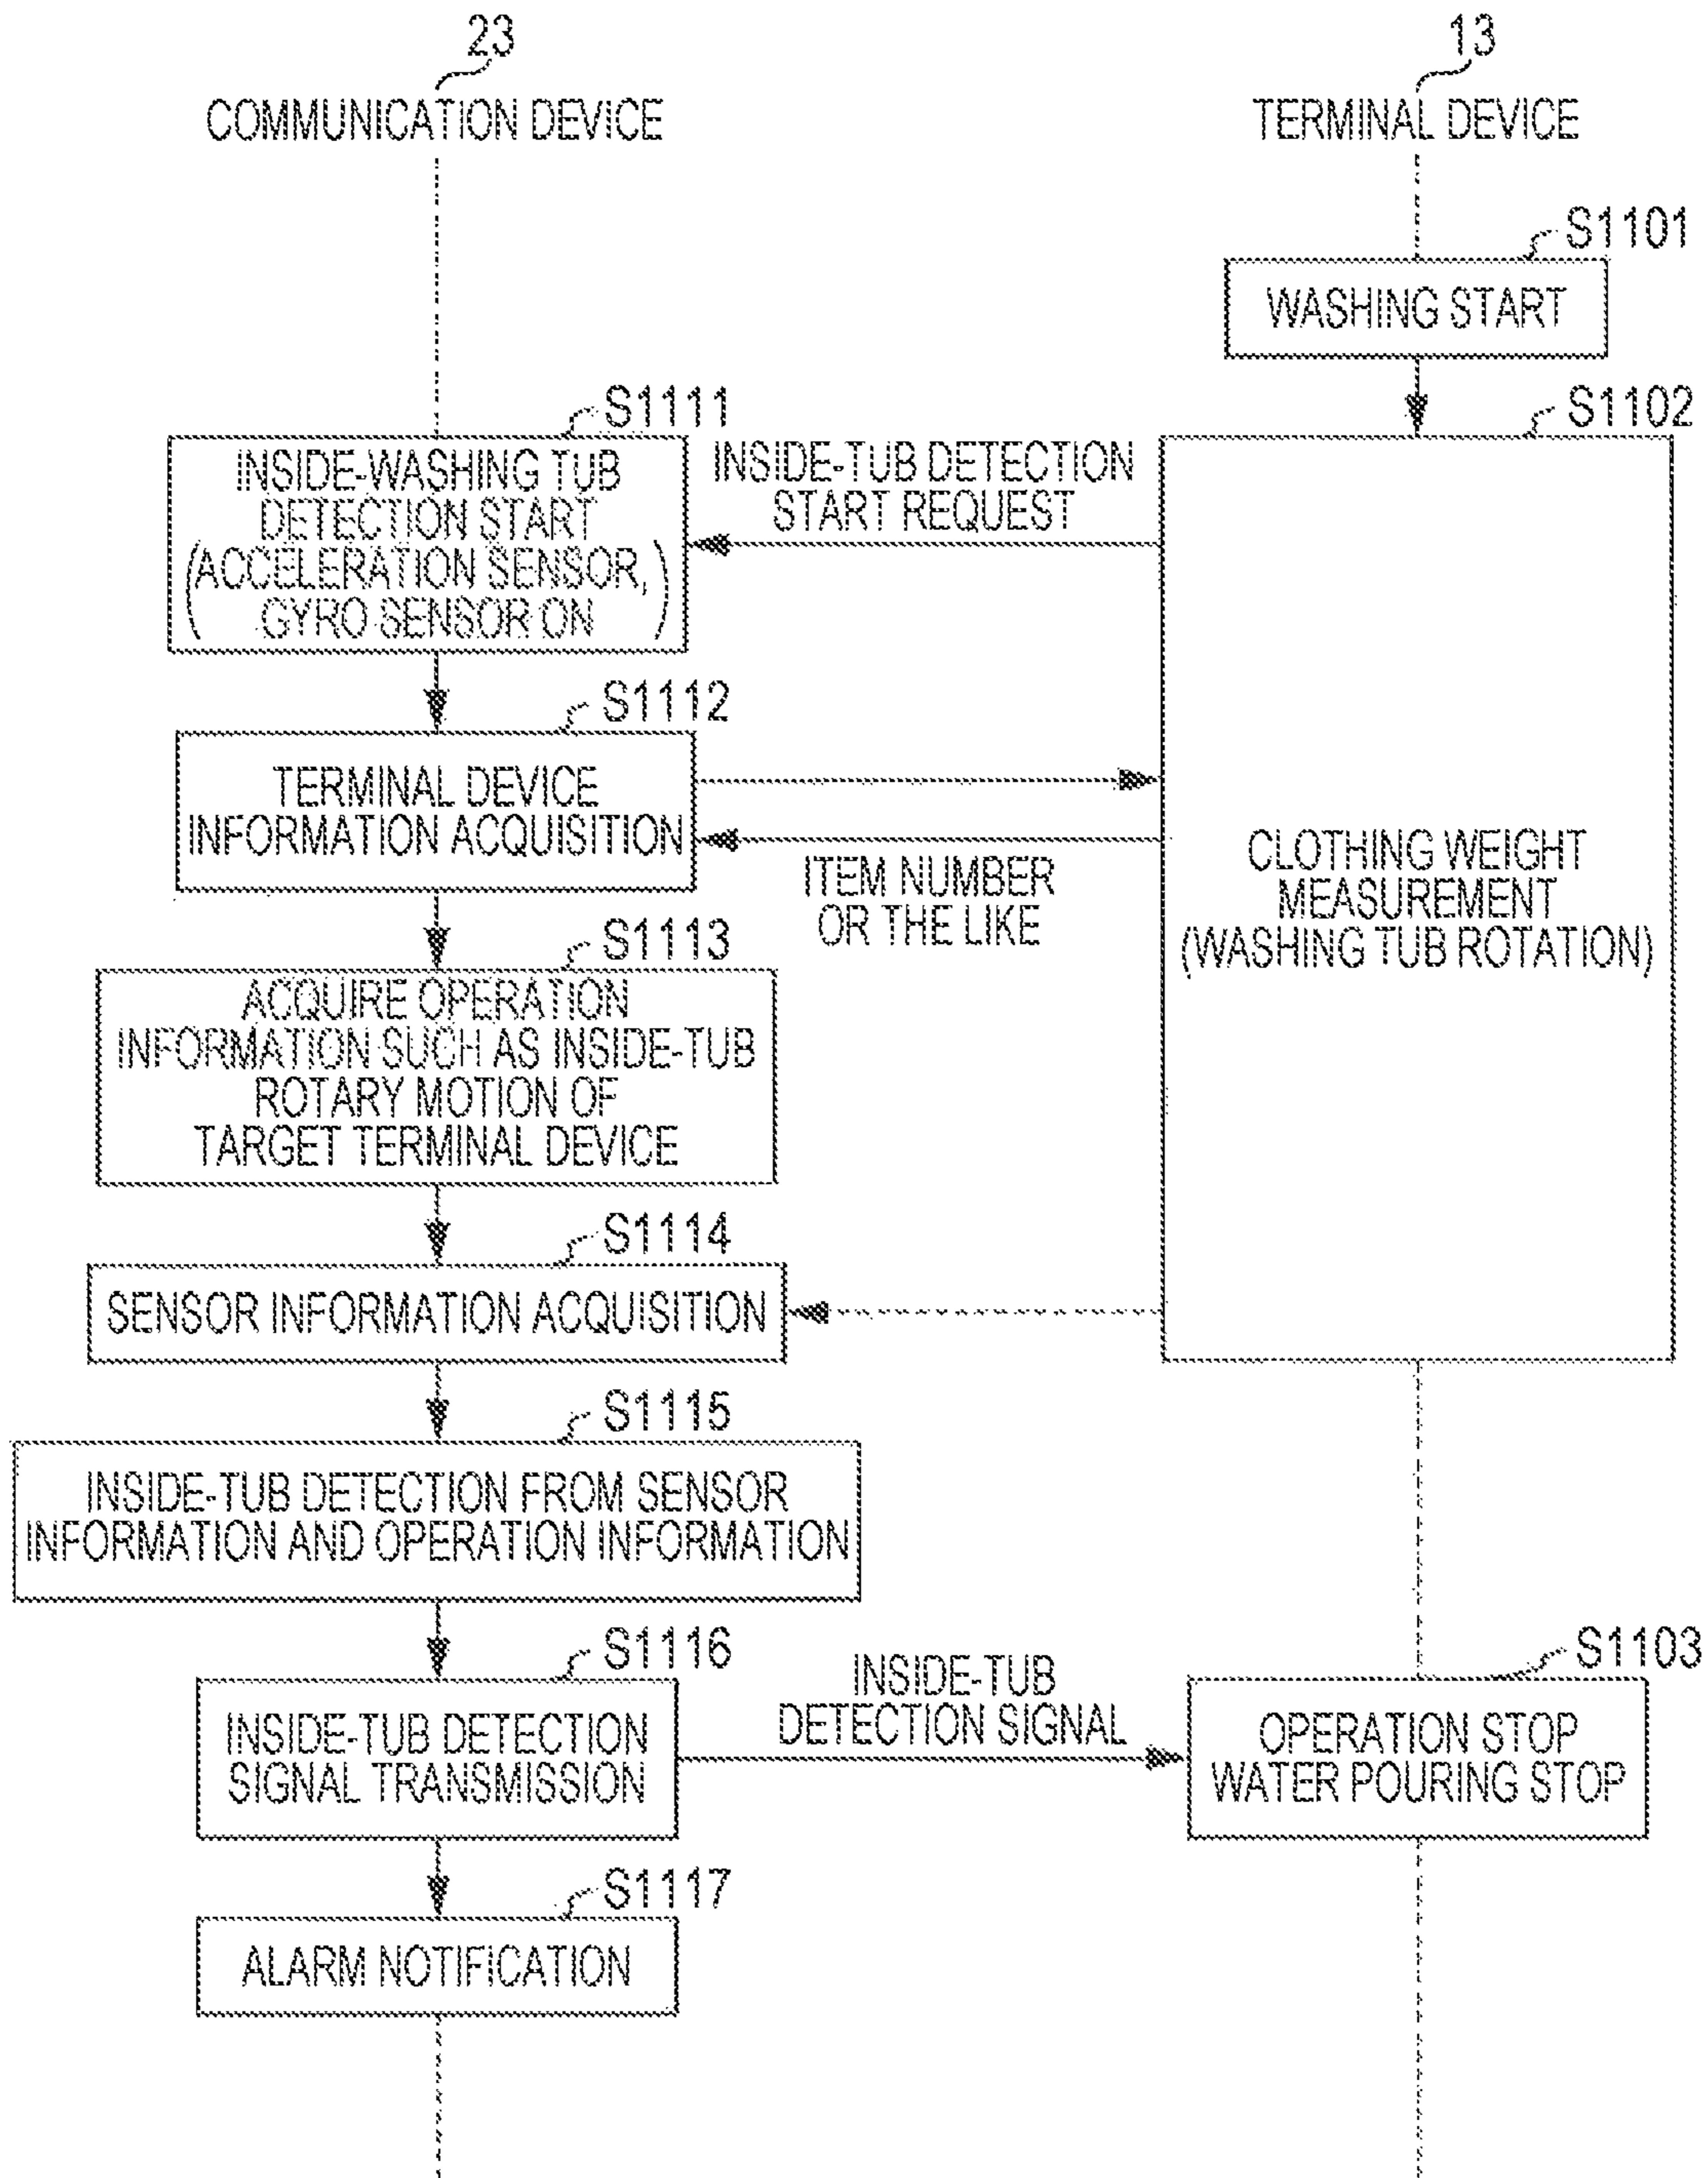 23
COMMUNICATION DEVICE
13
TERMINAL DEVICE
S1101
WASHING START
S1111
INSIDE-WASHING TUB
DETECTION START
(ACCELERATION SENSOR,
GYRO SENSOR ON)
INSIDE-TUB DETECTION
START REQUEST
S1102
CLOTHING WEIGHT
MEASUREMENT
(WASHING TUB ROTATION)
S1112
TERMINAL DEVICE
INFORMATION ACQUISITION
ITEM NUMBER
OR THE LIKE
S1113
ACQUIRE OPERATION
INFORMATION SUCH AS INSIDE-TUB
ROTARY MOTION OF
TARGET TERMINAL DEVICE
S1114
SENSOR INFORMATION ACQUISITION
S1115
INSIDE-TUB DETECTION FROM SENSOR
INFORMATION AND OPERATION INFORMATION
S1116
INSIDE-TUB DETECTION
SIGNAL TRANSMISSION
INSIDE-TUB
DETECTION SIGNAL
S1103
OPERATION STOP
WATER POURING STOP
S1117
ALARM NOTIFICATION